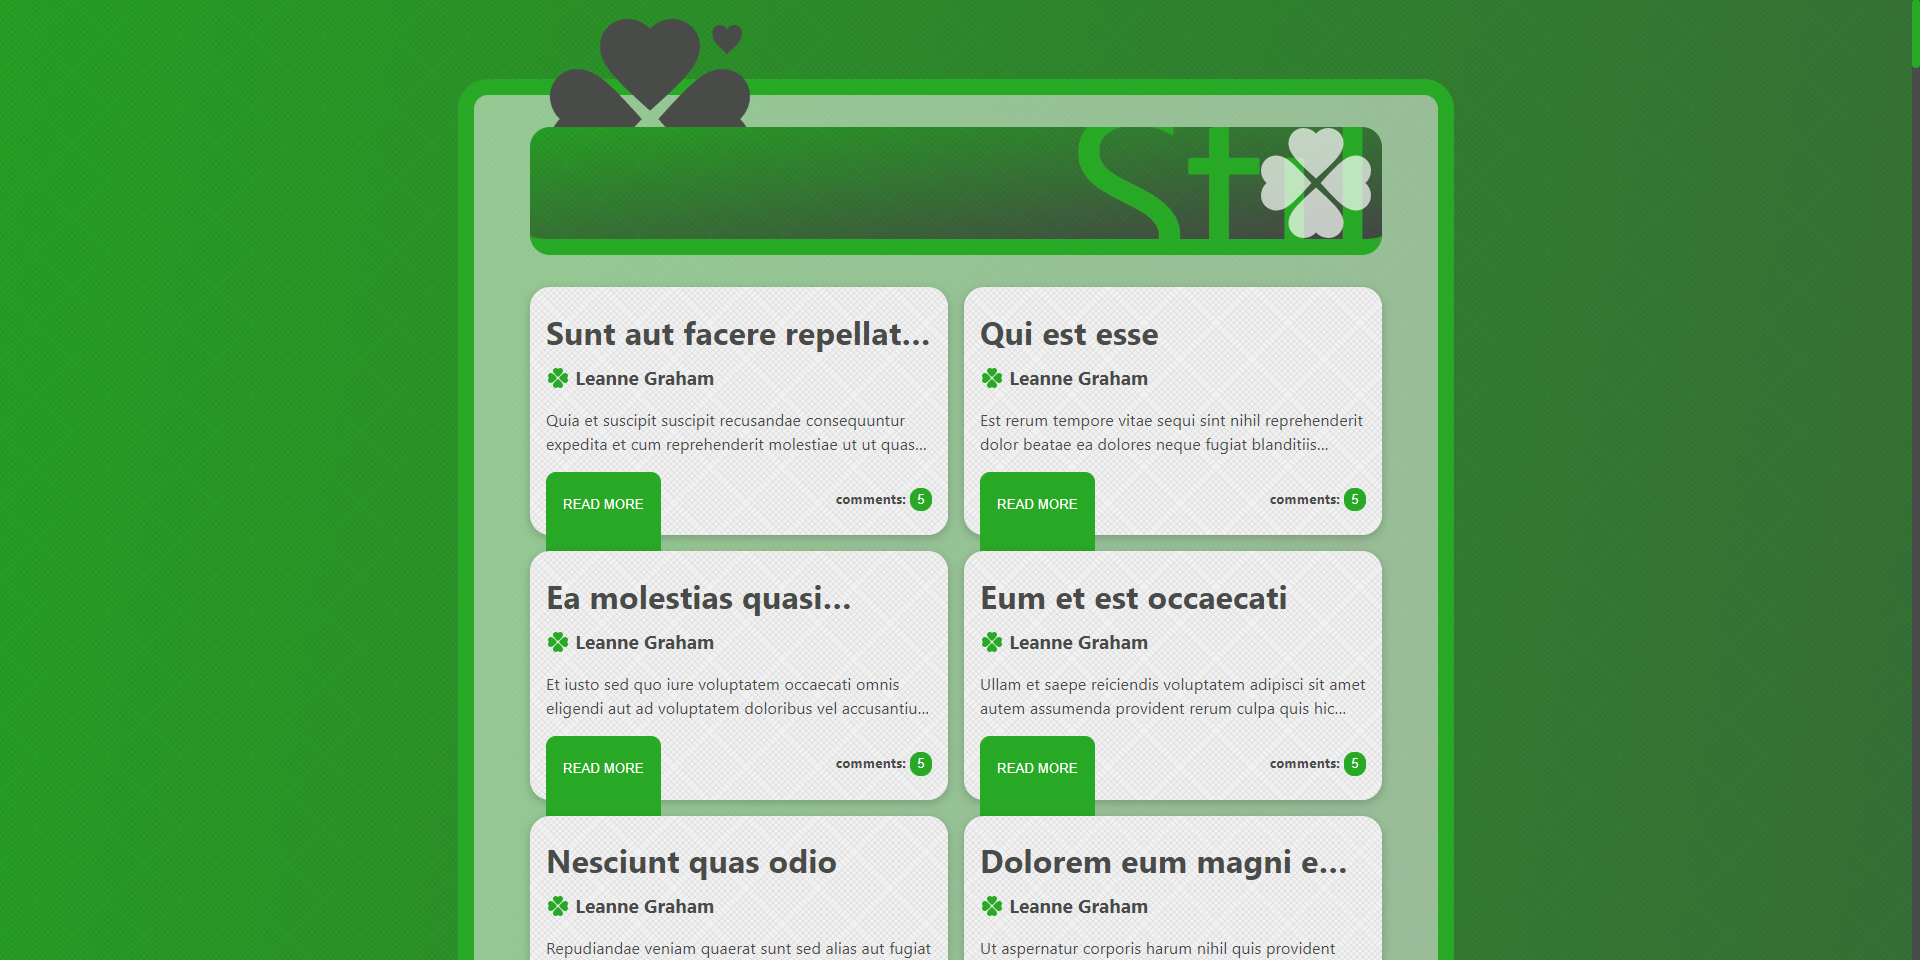 Sunt aut facere repellat...
Leanne Graham
Quia et suscipit suscipit recusandae consequuntur
expedita et cum reprehenderit molestiae ut ut quas...
READ MORE
comments: 5
Qui est esse
Leanne Graham
Est rerum tempore vitae sequi sint nihil reprehenderit
dolor beatae ea dolores neque fugiat blanditiis...
READ MORE
comments: 5
Ea molestias quasi...
Leanne Graham
Et iusto sed quo iure voluptatem occaecati omnis
eligendi aut ad voluptatem doloribus vel accusantiu...
READ MORE
comments: 5
Eum et est occaecati
Leanne Graham
Ullam et saepe reiciendis voluptatem adipisci sit amet
autem assumenda provident rerum culpa quis hic...
READ MORE
comments: 5
Nesciunt quas odio
Leanne Graham
Repudiandae veniam quaerat sunt sed alias aut fugiat
Dolorem eum magni e...
Leanne Graham
Ut aspernatur corporis harum nihil quis provident